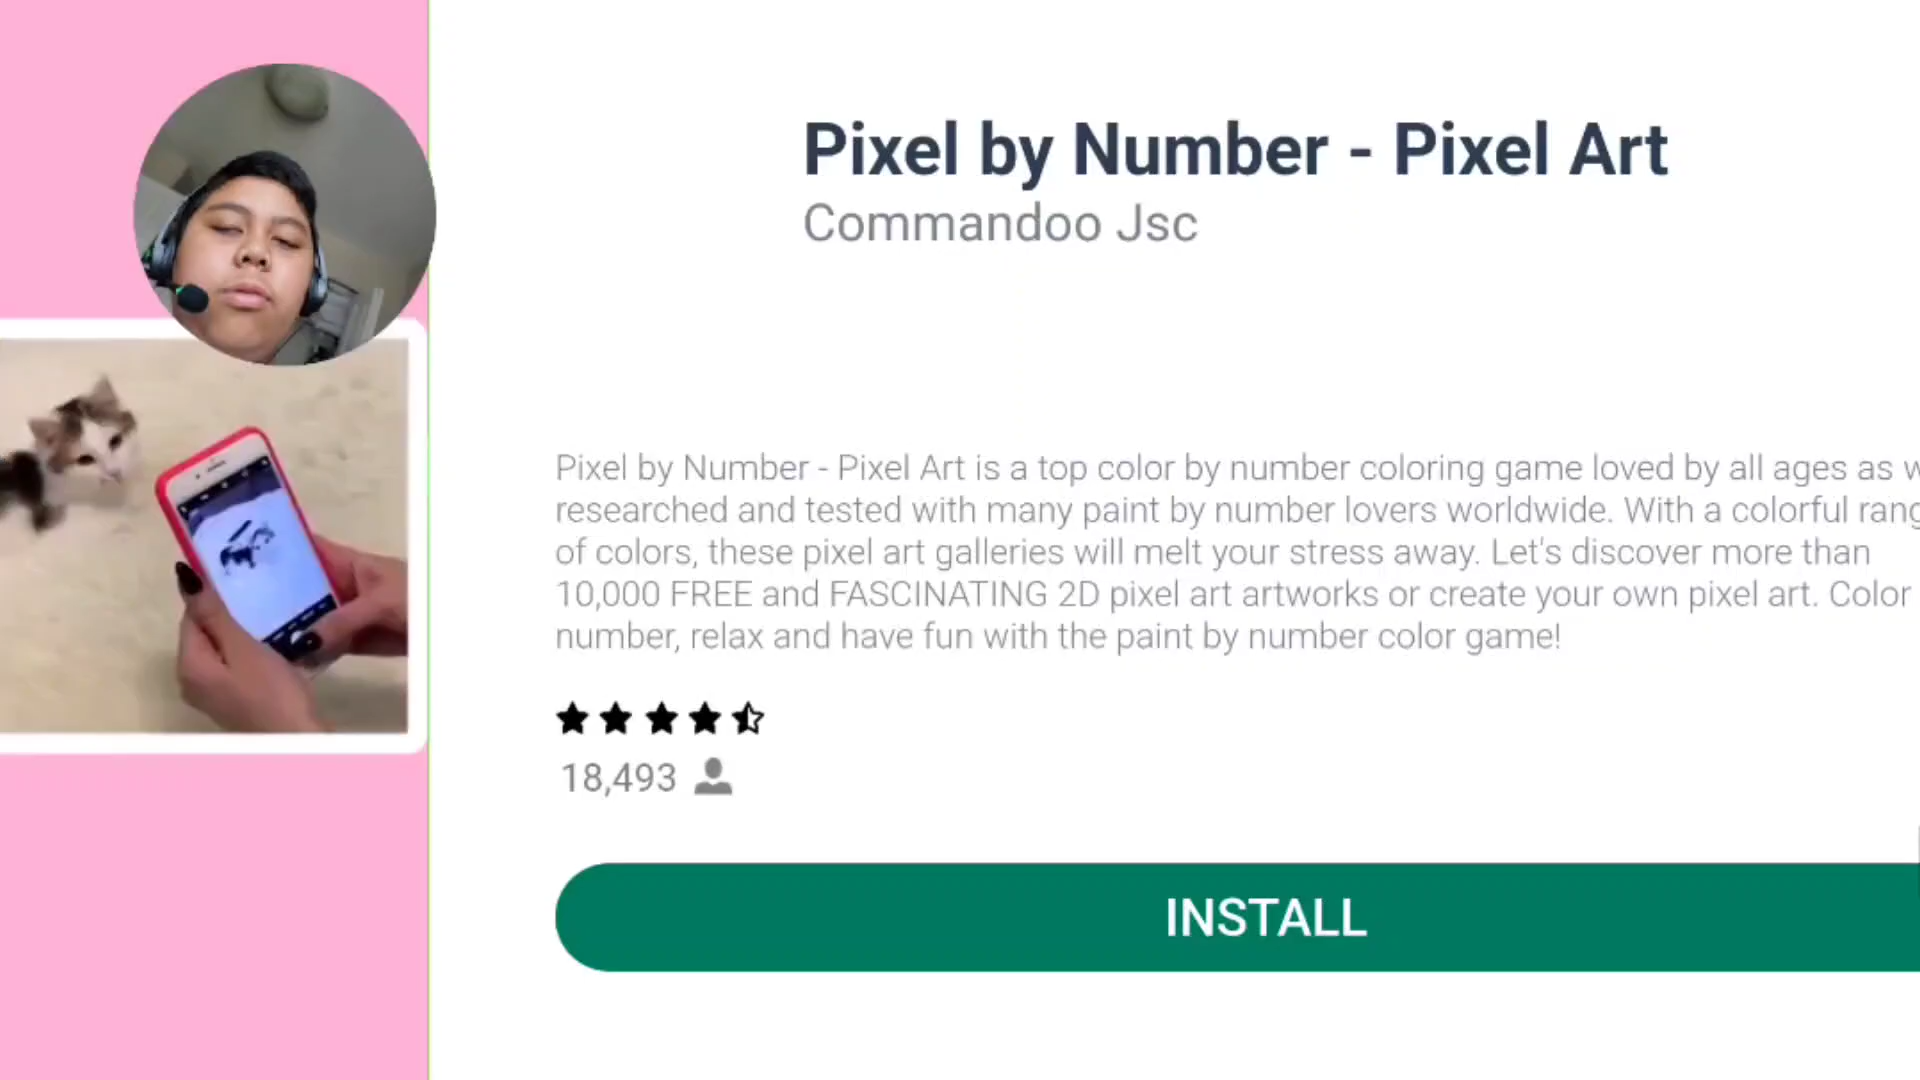 Pixel by Number - Pixel Art
Commandoo Jsc
Pixel by Number - Pixel Art is a top color by number coloring game loved by all ages as
researched and tested with many paint by number lovers worldwide. With a colorful
of colors, these pixel art galleries will melt your stress away. Let's discover more than
10,000 FREE and FASCINATING 2D pixel art artworks or create your own pixel art. Color
number, relax and have fun with the paint by number color game!
18,493
INSTALL